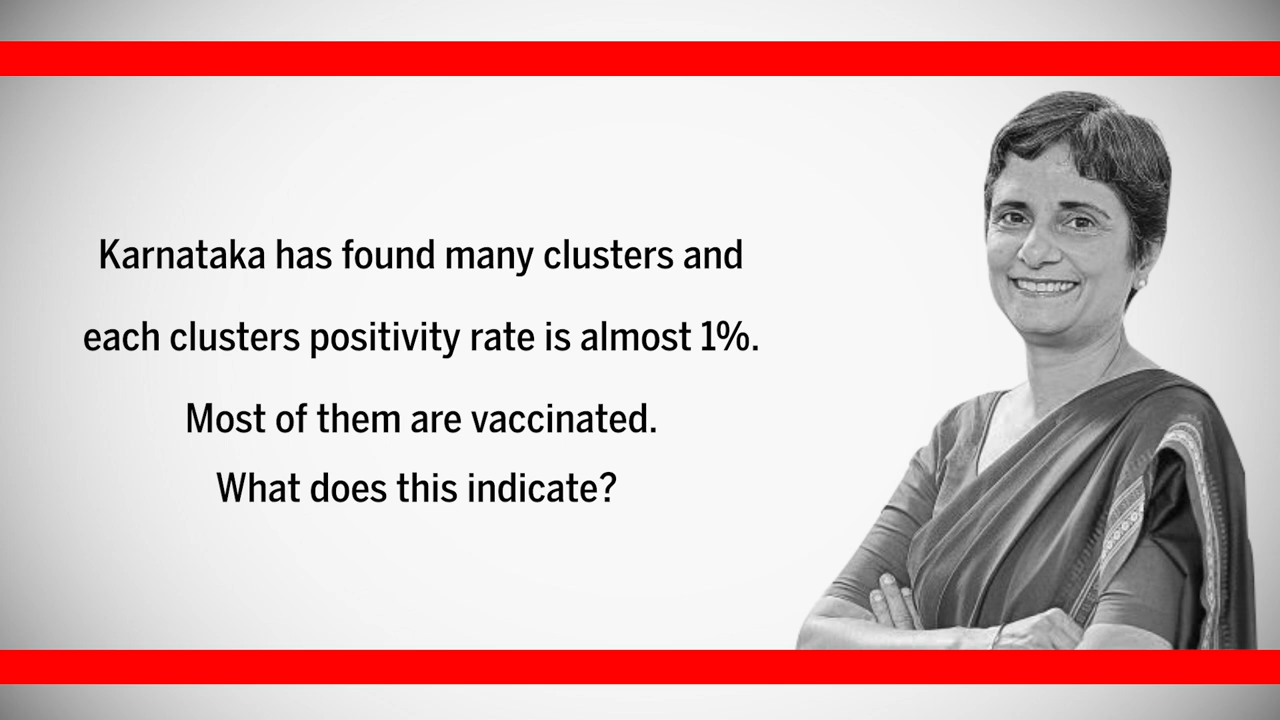 Karnataka has found many clusters and
each clusters positivity rate is almost 1%.
Most of them are vaccinated.
What does this indicate?